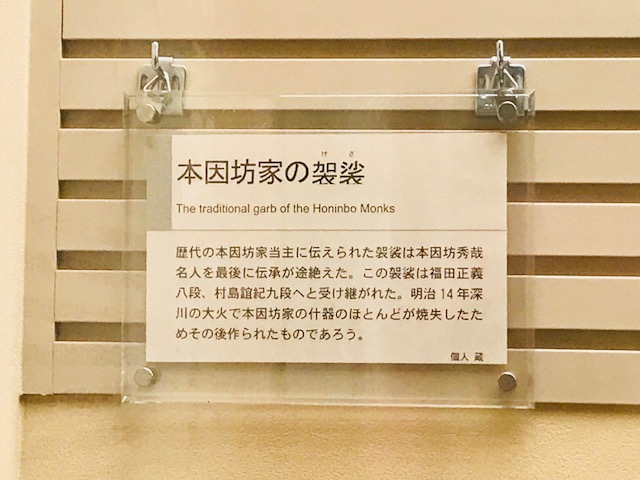 本因坊家の袈裟
けさ
The traditional garb of the Honinbo Monks
歴代の本因坊家当主に伝えられた袈裟は本因坊秀哉
名人を最後に伝承が途絶えた。この袈裟は福田正義
八段、村島誼紀九段へと受け継がれた。明治14年深
川の大火で本因坊家の什器のほとんどが焼失したた
めその後作られたものであろう。
個人 蔵